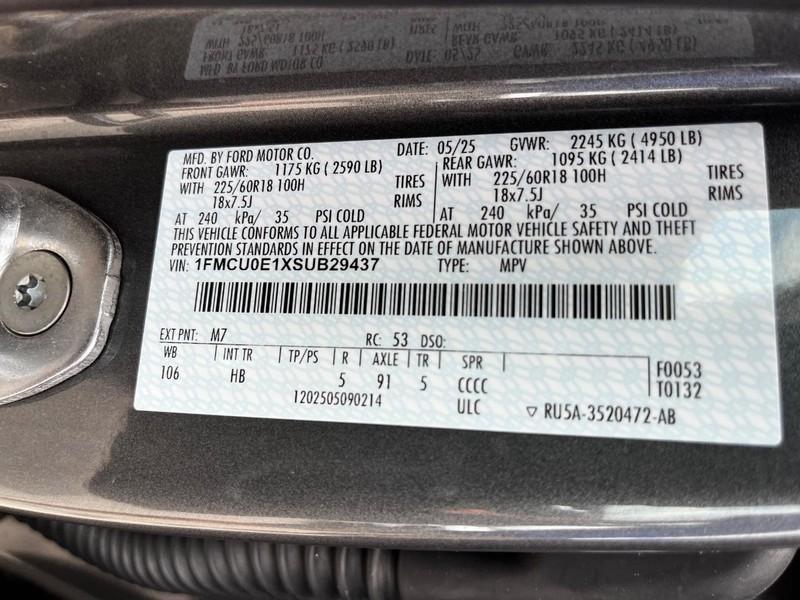 MFD. BY FORD MOTOR CO. DATE: 05/25 GVWR: 2245 KG ( 4950 LB)
FRONT GAWR: 1175 KG ( 2590 LB) REAR GAWR: 1095 KG ( 2414 LB)
WITH 225/60R18 100H TIRES WITH 225/60R18 100H TIRES
18x7.5J RIMS 18x7.5J RIMS
AT 240 kPa/ 35 PSI COLD AT 240 kPa/ 35 PSI COLD
THIS VEHICLE CONFORMS TO ALL APPLICABLE FEDERAL MOTOR VEHICLE SAFETY AND THEFT
PREVENTION STANDARDS IN EFFECT ON THE DATE OF MANUFACTURE SHOWN ABOVE.
VIN: 1FMCU0E1XSUB29437 TYPE: MPV
EXT PNT: M7 RC: 53 DSO:
WB INT TR TP/PS R AXLE TR SPR F0053
106 HB 5 91 5 CCCC T0132
1202505090214 ULC ▽ RU5A-3520472-AB